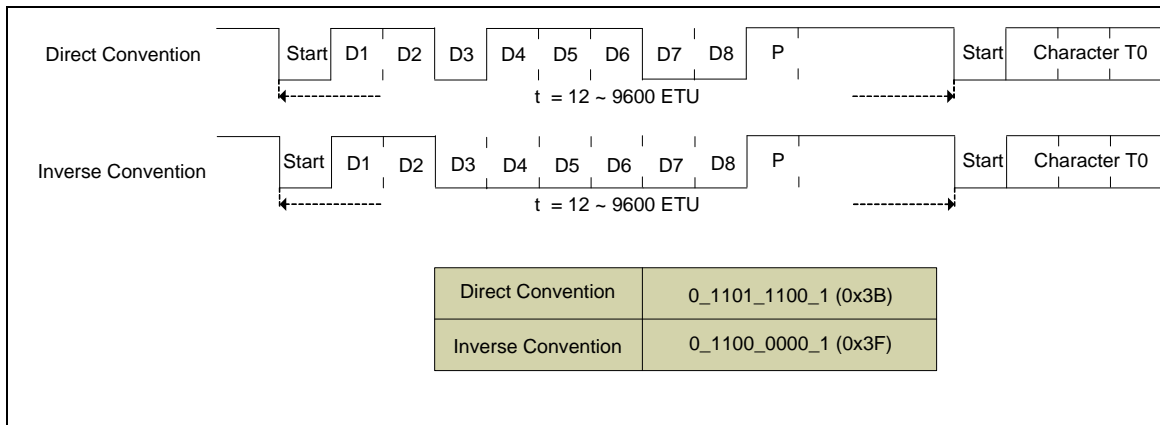 Direct Convention Start D1 D2 D3 D4 D5 D6 D7 D8 P Start Character T0
t = 12 ~ 9600 ETU
Inverse Convention Start D1 D2 D3 D4 D5 D6 D7 D8 P Start Character T0
t = 12 ~ 9600 ETU
Direct Convention 0_1101_1100_1 (0x3B)
Inverse Convention 0_1100_0000_1 (0x3F)